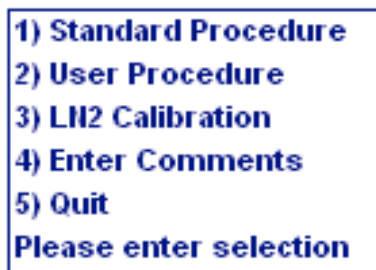 1) Standard Procedure
2) User Procedure
3) LN2 Calibration
4) Enter Comments
5) Quit
Please enter selection